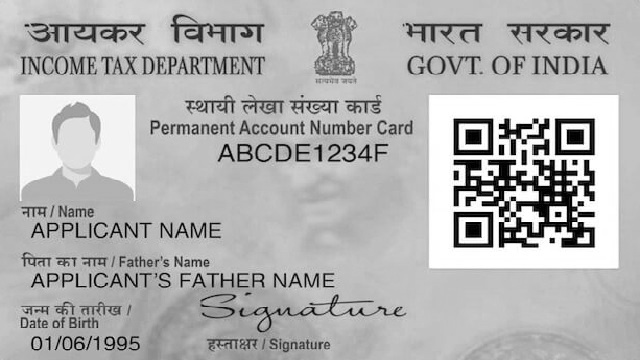 आयकर विभाग
INCOME TAX DEPARTMENT
सत्यमेव जयते
भारत सरकार
GOVT. OF INDIA
स्थायी लेखा संख्या कार्ड
Permanent Account Number Card
ABCDE1234F
नाम / Name
APPLICANT NAME
पिता का नाम / Father's Name
APPLICANT'S FATHER NAME
जन्म की तारीख /
Date of Birth
01/06/1995
Signature
हस्ताक्षर / Signature